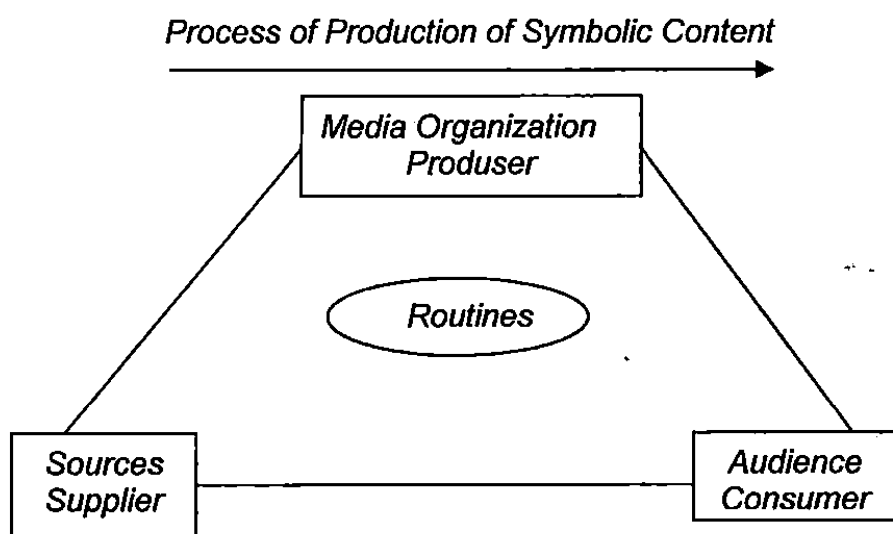 Process of Production of Symbolic Content
Media Organization
Produser
Routines
Sources
Supplier
Audience
Consumer